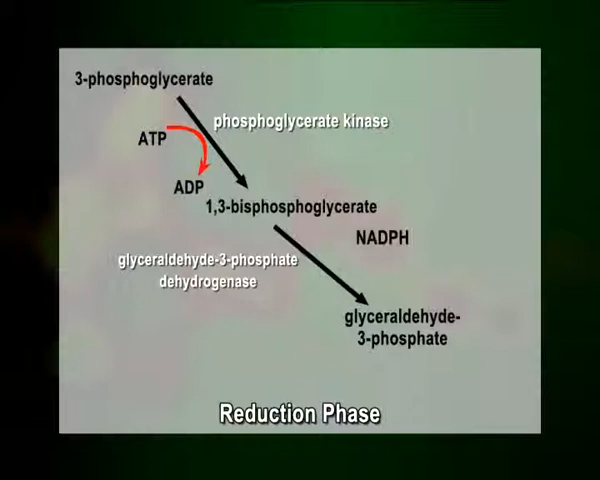 3-phosphoglycerate
phosphoglycerate kinase
ATP
ADP
1,3-bisphosphoglycerate
NADPH
glyceraldehyde-3-phosphate
dehydrogenase
glyceraldehyde-
3-phosphate
Reduction Phase